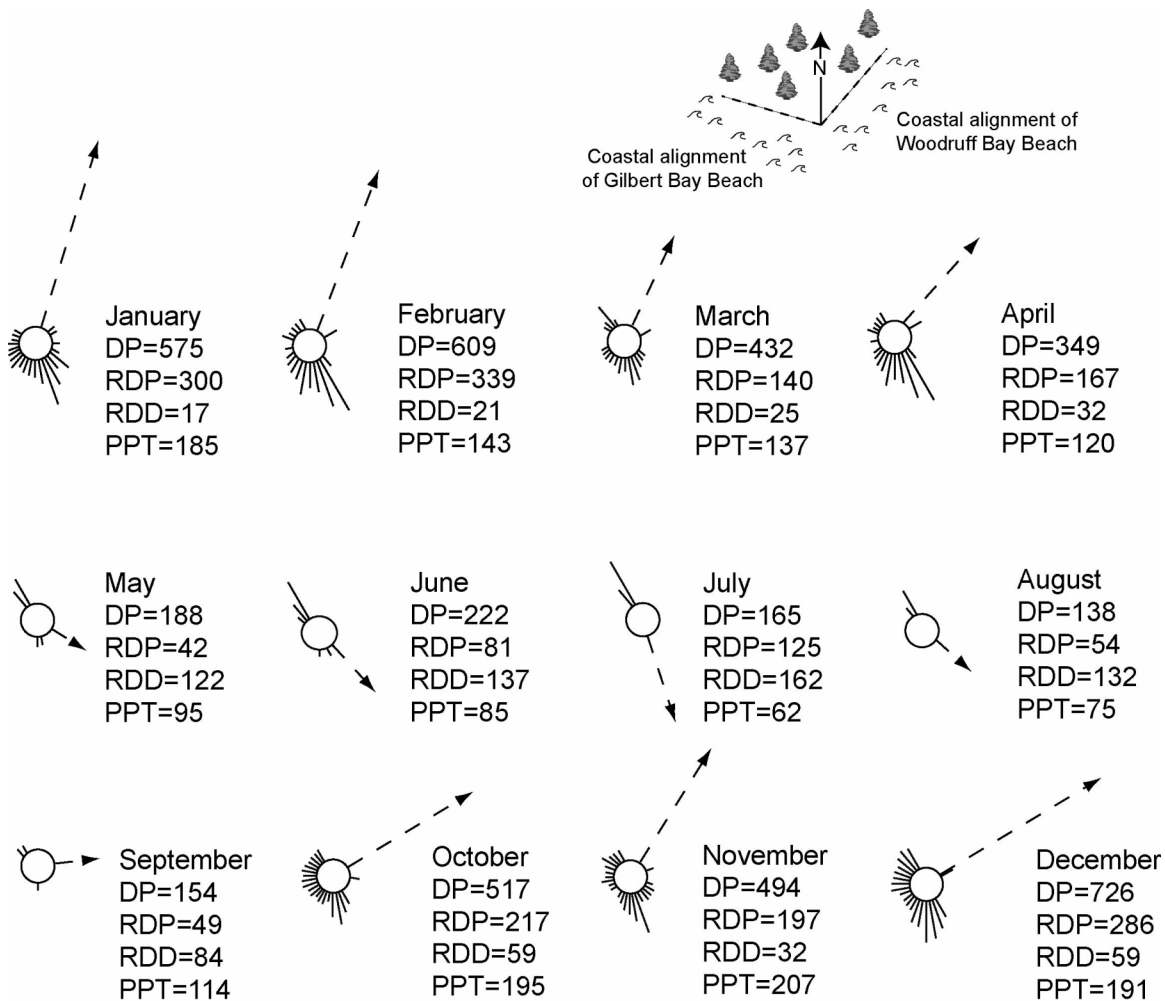 N
Coastal alignment of
Woodruff Bay Beach
Coastal alignment
of Gilbert Bay Beach
January
DP=575
RDP=300
RDD=17
PPT=185
February
DP=609
RDP=339
RDD=21
PPT=143
March
DP=432
RDP=140
RDD=25
PPT=137
April
DP=349
RDP=167
RDD=32
PPT=120
May
DP=188
RDP=42
RDD=122
PPT=95
June
DP=222
RDP=81
RDD=137
PPT=85
July
DP=165
RDP=125
RDD=162
PPT=62
August
DP=138
RDP=54
RDD=132
PPT=75
September
DP=154
RDP=49
RDD=84
PPT=114
October
DP=517
RDP=217
RDD=59
PPT=195
November
DP=494
RDP=197
RDD=32
PPT=207
December
DP=726
RDP=286
RDD=59
PPT=191